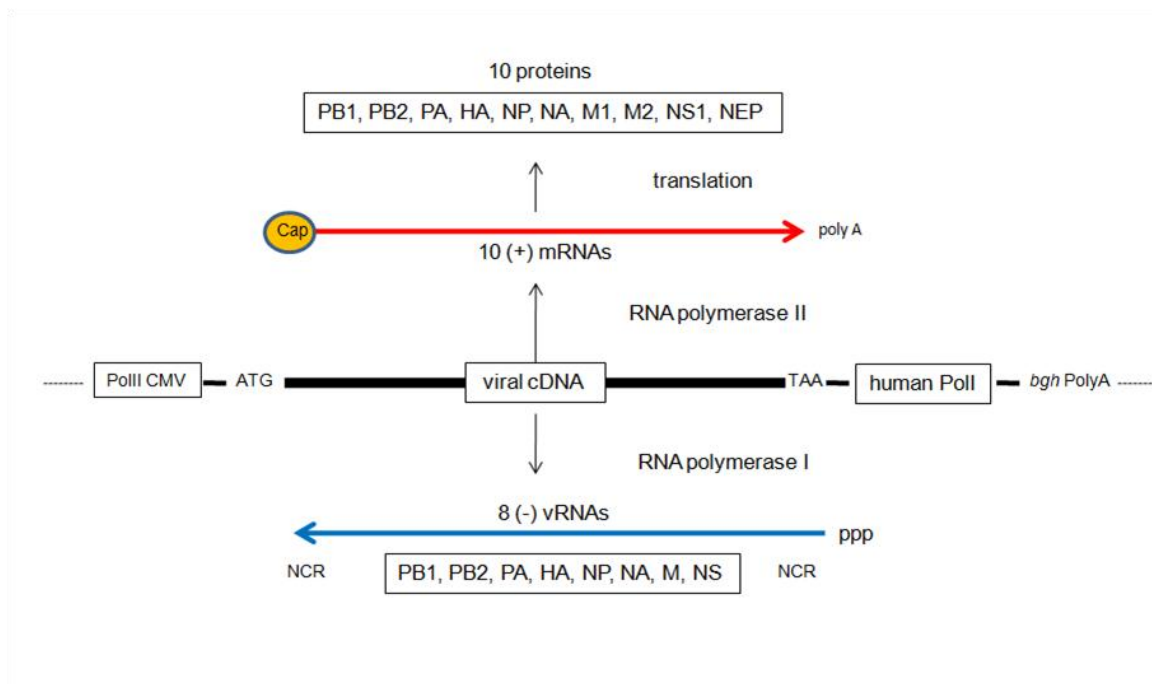 10 proteins
PB1, PB2, PA, HA, NP, NA, M1, M2, NS1, NEP
translation
Cap
poly A
10 (+) mRNAs
RNA polymerase II
PolII CMV
ATG
viral cDNA
TAA
human PolI
bgh PolyA
RNA polymerase I
8 (-) vRNAs
ppp
NCR
PB1, PB2, PA, HA, NP, NA, M, NS
NCR